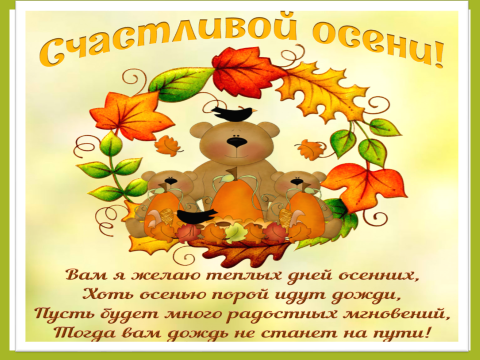 Счастливой осени!
Вам я желаю теплых дней осенних,
Хоть осенью порой идут дожди,
Пусть будет много радостных мгновений,
Тогда вам дождь не станет на пути!